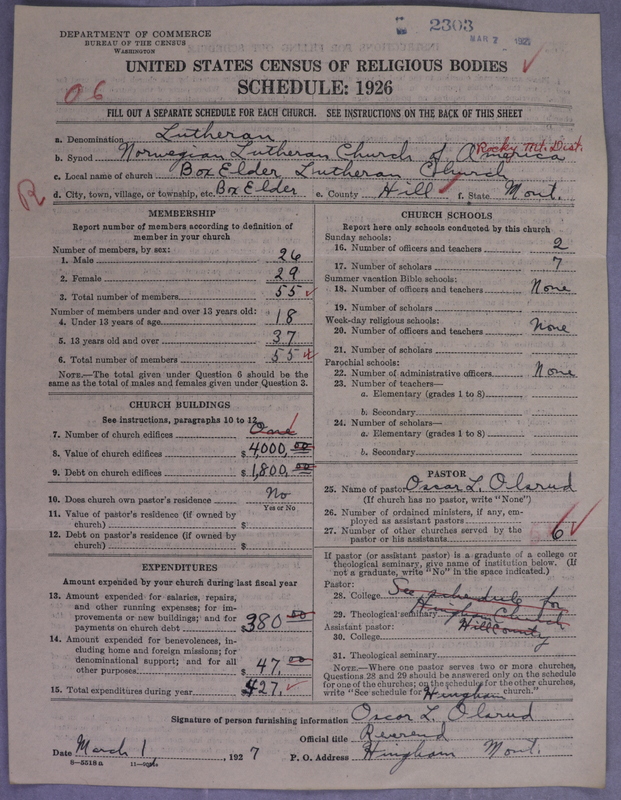 DEPARTMENT OF COMMERCE
BUREAU OF THE CENSUS
WASHINGTON
2303
MAR 2
UNITED STATES CENSUS OF RELIGIOUS BODIES
SCHEDULE: 1926
06
FILL OUT A SEPARATE SCHEDULE FOR EACH CHURCH. SEE INSTRUCTIONS ON THE BACK OF THIS SHEET
a. Denomination Lutheran
b. Synod Norwegian Lutheran Church of America Rocky Mt. Dist.
c. Local name of church Box Elder Lutheran Church
R
d. City, town, village, or township, etc. Box Elder e. County Hill f. State Mont.
MEMBERSHIP
Report number of members according to definition of
member in your church
Number of members, by sex:
1. Male 26
2. Female 29
3. Total number of members 55
Number of members under and over 13 years old:
4. Under 13 years of age 18
5. 13 years old and over 37
6. Total number of members 55
NOTE.—The total given under Question 6 should be
same as the total of males and females given under Question 3.
CHURCH BUILDINGS
See instructions, paragraphs 10 to 12
7. Number of church edifices One
8. Value of church edifices $4000,00
9. Debt on church edifices $1,800,00
10. Does church own pastor's residence No
Yes or No
11. Value of pastor's residence (if owned by
church) $
12. Debt on pastor's residence (if owned by
church) $
EXPENDITURES
Amount expended by your church during last fiscal year
13. Amount expended for salaries, repairs,
and other running expenses; for im-
provements or new buildings; and for
payments on church debt $380 00
14. Amount expended for benevolences, in-
cluding home and foreign missions; for
denominational support; and for all
other purposes $47,00
15. Total expenditures during year $427,
CHURCH SCHOOLS
Report here only schools conducted by this church
Sunday schools:
16. Number of officers and teachers 2
17. Number of scholars 7
Summer vacation Bible schools:
18. Number of officers and teachers None
19. Number of scholars
Week-day religious schools:
20. Number of officers and teachers None
21. Number of scholars
Parochial schools:
22. Number of administrative officers None
23. Number of teachers—
a. Elementary (grades 1 to 8)
b. Secondary
24. Number of scholars—
a. Elementary (grades 1 to 8)
b. Secondary
PASTOR
25. Name of pastor Oscar L. Olsrud
(If church has no pastor, write "None")
26. Number of ordained ministers, if any, em-
ployed as assistant pastors
27. Number of other churches served by the
pastor or his assistants 6
If pastor (or assistant pastor) is a graduate of a college or
theological seminary, give name of institution below. (If
not a graduate, write "No" in the space indicated.)
Pastor:
28. College See schedule for
29. Theological seminary Hingham Church
Assistant pastor: Hill County
30. College
31. Theological seminary
NOTE.—Where one pastor serves two or more churches,
Questions 28 and 29 should be answered only on the schedule
for one of the churches; on the schedules for the other churches,
write "See schedule for Hingham church."
Signature of person furnishing information Oscar L. Olsrud
Official title Reverend
Date March 1, 1927 P. O. Address Hingham Mont.
8—5518 a